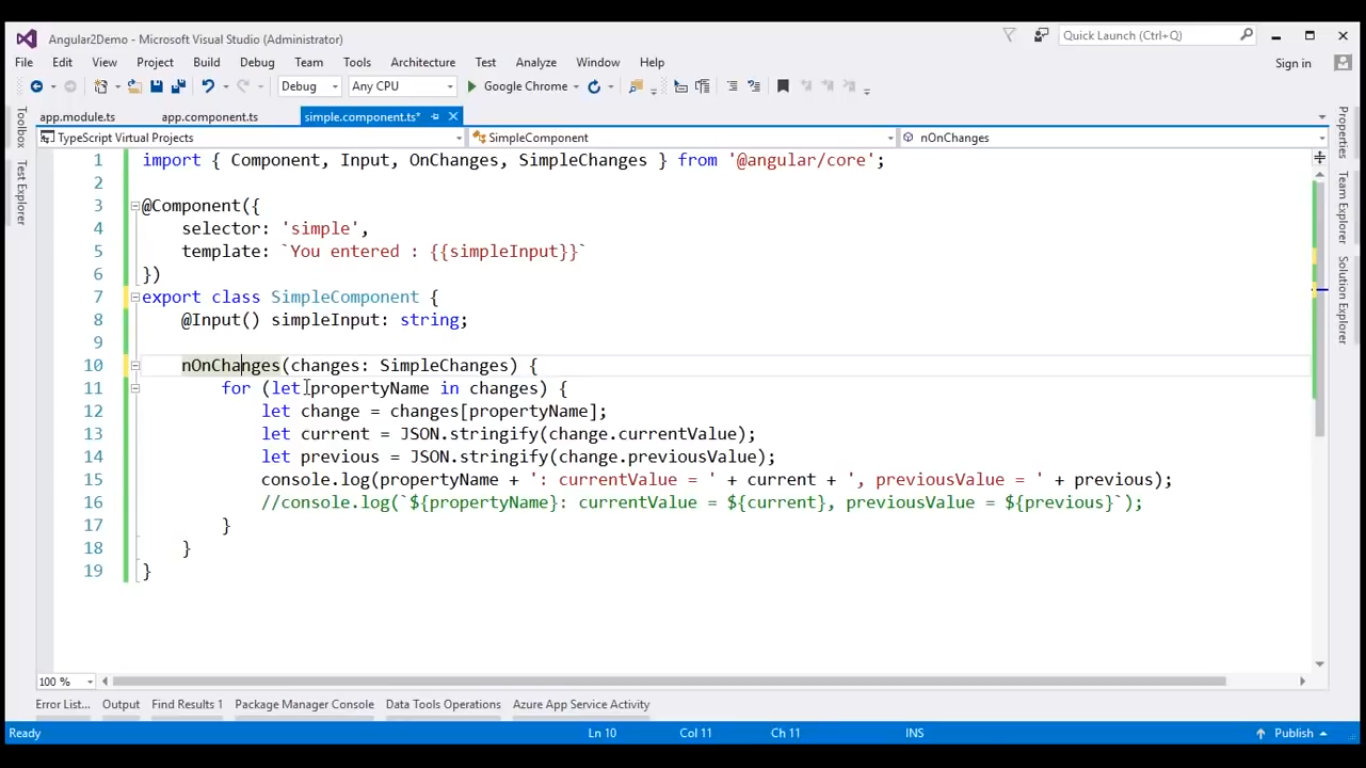 Angular2Demo - Microsoft Visual Studio (Administrator)
Quick Launch (Ctrl+Q)
File Edit View Project Build Debug Team Tools Architecture Test Analyze Window Help
Sign in
Debug Any CPU Google Chrome
app.module.ts app.component.ts simple.component.ts*
TypeScript Virtual Projects SimpleComponent nOnChanges
Toolbox
Test Explorer
1 import { Component, Input, OnChanges, SimpleChanges } from '@angular/core';
2
3 @Component({
4 selector: 'simple',
5 template: `You entered : {{simpleInput}}`
6 })
7 export class SimpleComponent {
8 @Input() simpleInput: string;
9
10 nOnChanges(changes: SimpleChanges) {
11 for (let propertyName in changes) {
12 let change = changes[propertyName];
13 let current = JSON.stringify(change.currentValue);
14 let previous = JSON.stringify(change.previousValue);
15 console.log(propertyName + ': currentValue = ' + current + ', previousValue = ' + previous);
16 //console.log(`${propertyName}: currentValue = ${current}, previousValue = ${previous}`);
17 }
18 }
19 }
Properties
Team Explorer
Solution Explorer
100 %
Error List... Output Find Results 1 Package Manager Console Data Tools Operations Azure App Service Activity
Ready Ln 10 Col 11 Ch 11 INS Publish